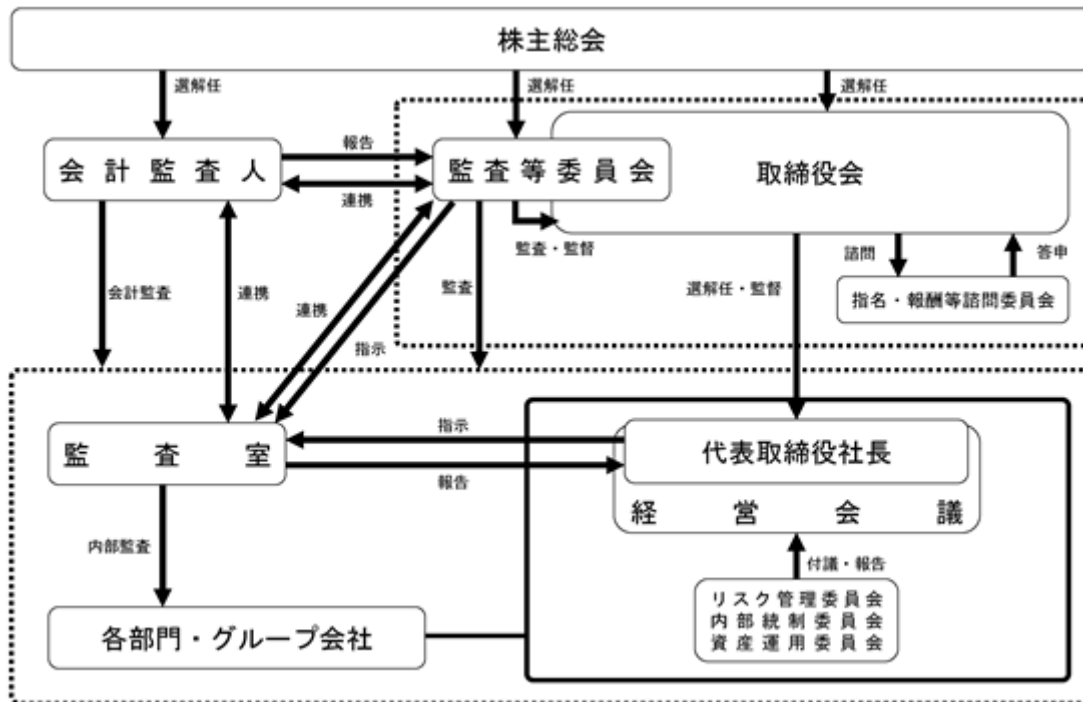 株主総会
選解任
選解任
選解任
会計監査人
報告
連携
監査等委員会
取締役会
監査・監督
諮問
答申
指名・報酬等諮問委員会
会計監査
連携
連携
指示
監査
選解任・監督
監査室
指示
報告
代表取締役社長
経営会議
内部監査
付議・報告
リスク管理委員会
内部統制委員会
資産運用委員会
各部門・グループ会社